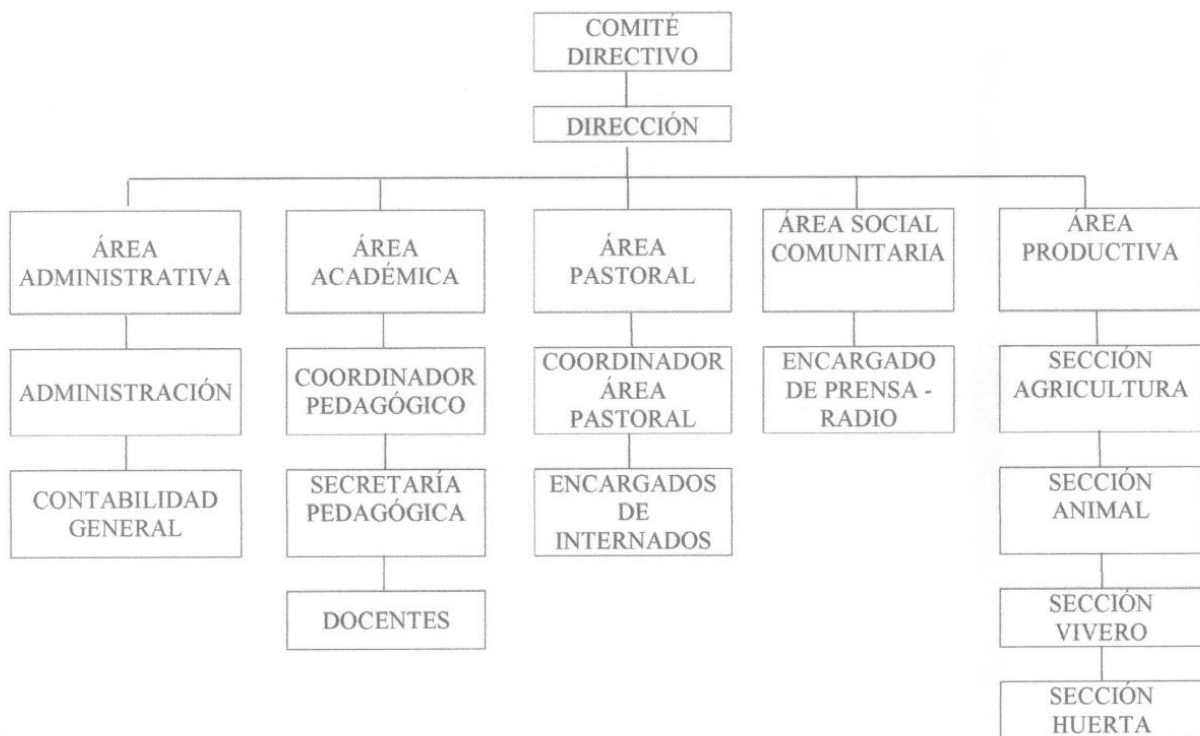 COMITÉ
DIRECTIVO
DIRECCIÓN
ÁREA
ADMINISTRATIVA
ÁREA
ACADÉMICA
ÁREA
PASTORAL
ÁREA SOCIAL
COMUNITARIA
ÁREA
PRODUCTIVA
ADMINISTRACIÓN
COORDINADOR
PEDAGÓGICO
COORDINADOR
ÁREA
PASTORAL
ENCARGADO
DE PRENSA -
RADIO
SECCIÓN
AGRICULTURA
CONTABILIDAD
GENERAL
SECRETARÍA
PEDAGÓGICA
ENCARGADOS
DE
INTERNADOS
SECCIÓN
ANIMAL
DOCENTES
SECCIÓN
VIVERO
SECCIÓN
HUERTA